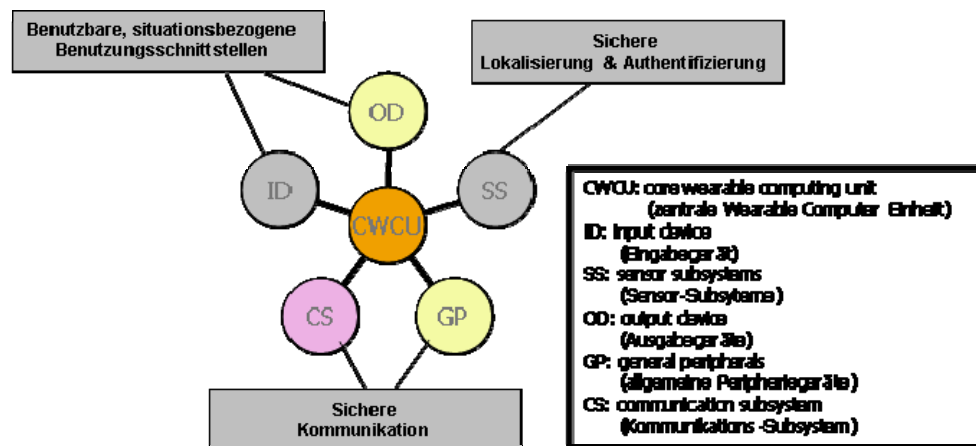 Benutzbare, situationsbezogene
Benutzungsschnittstellen
Sichere
Lokalisierung & Authentifizierung
OD
ID
SS
CWCU
CS
GP
Sichere
Kommunikation
CWCU: core wearable computing unit
(zentrale Wearable Computer Einheit)
ID: input device
(Eingabegerät)
SS: sensor subsystems
(Sensor-Subsyteme)
OD: output device
(Ausgabegeräte)
GP: general peripherals
(allgemeine Peripheriegeräte)
CS: communication subsystem
(Kommunikations-Subsystem)